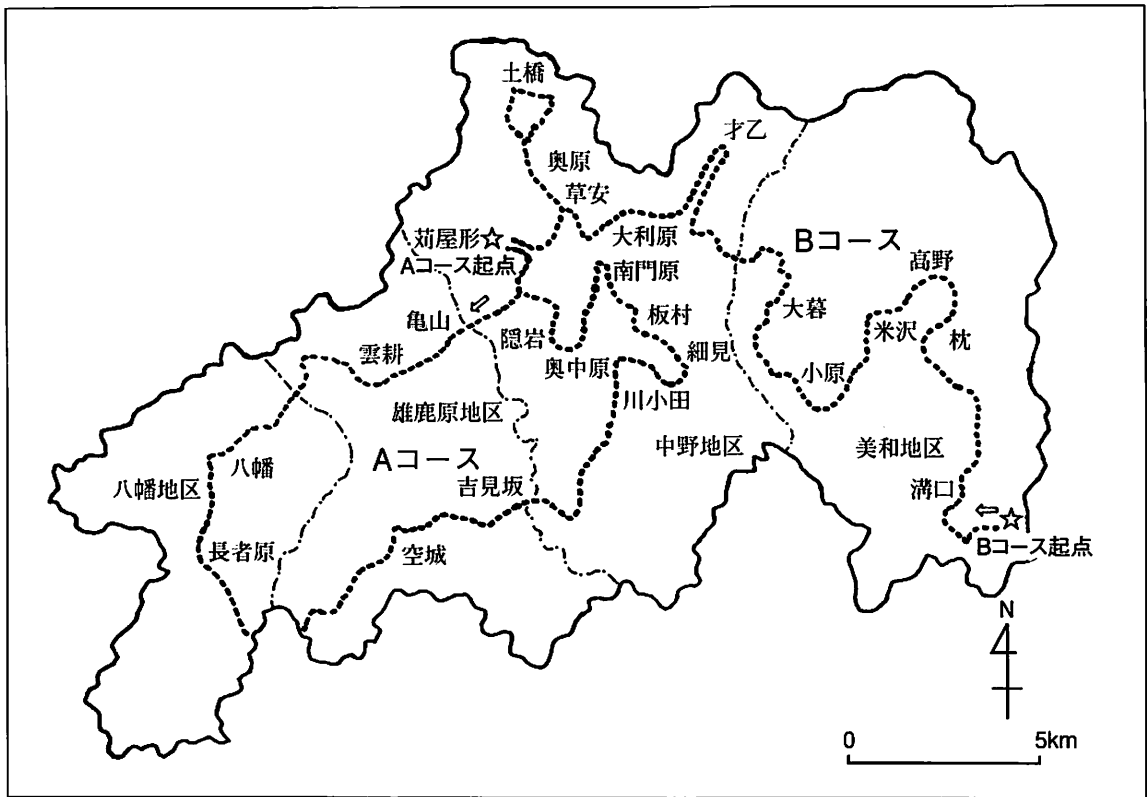 土橋
才乙
奥原
草安
苅屋形☆
大利原
Bコース
Aコース起点
南門原
高野
亀山
板村
大暮
米沢
枕
隠岩
雲耕
奥中原
細見
小原
川小田
雄鹿原地区
中野地区
美和地区
Aコース
八幡
八幡地区
吉見坂
溝口
☆
Bコース起点
長者原
空城
N
0 5km